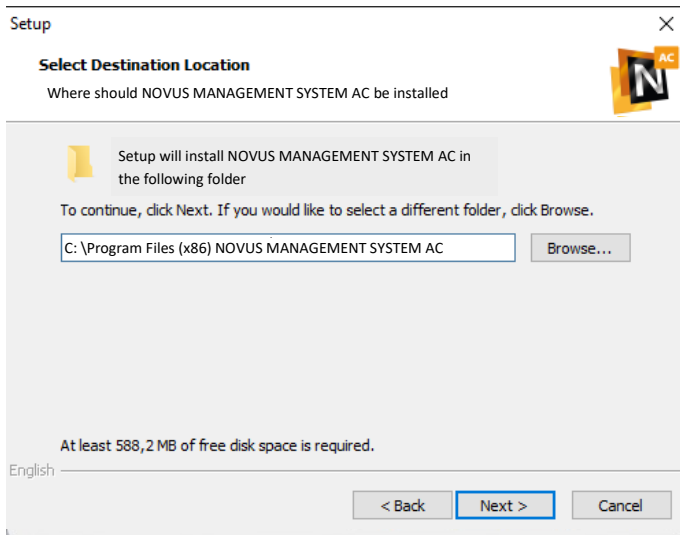 Setup
Select Destination Location
Where should NOVUS MANAGEMENT SYSTEM AC be installed
AC
N
Setup will install NOVUS MANAGEMENT SYSTEM AC in
the following folder
To continue, click Next. If you would like to select a different folder, click Browse.
C: \Program Files (x86) NOVUS MANAGEMENT SYSTEM AC
Browse...
At least 588,2 MB of free disk space is required.
English
< Back
Next >
Cancel